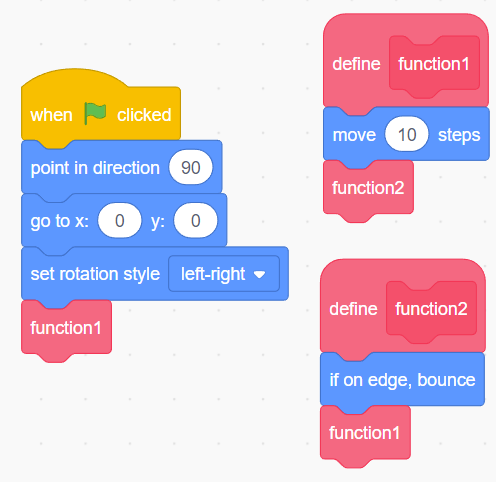 when clicked
point in direction 90
go to x: 0 y: 0
set rotation style left-right
function1
define function1
move 10 steps
function2
define function2
if on edge, bounce
function1